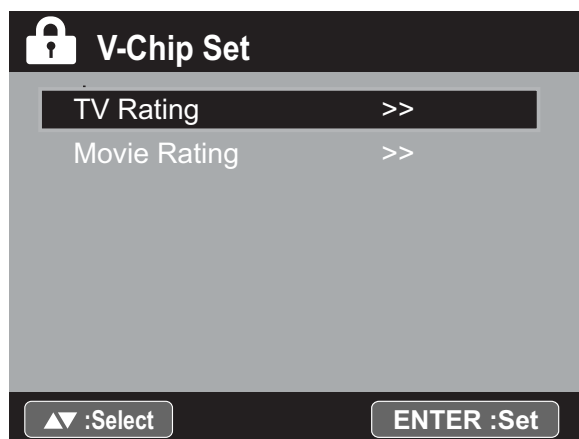 V-Chip Set
TV Rating >>
Movie Rating >>
▲▼ :Select ENTER :Set